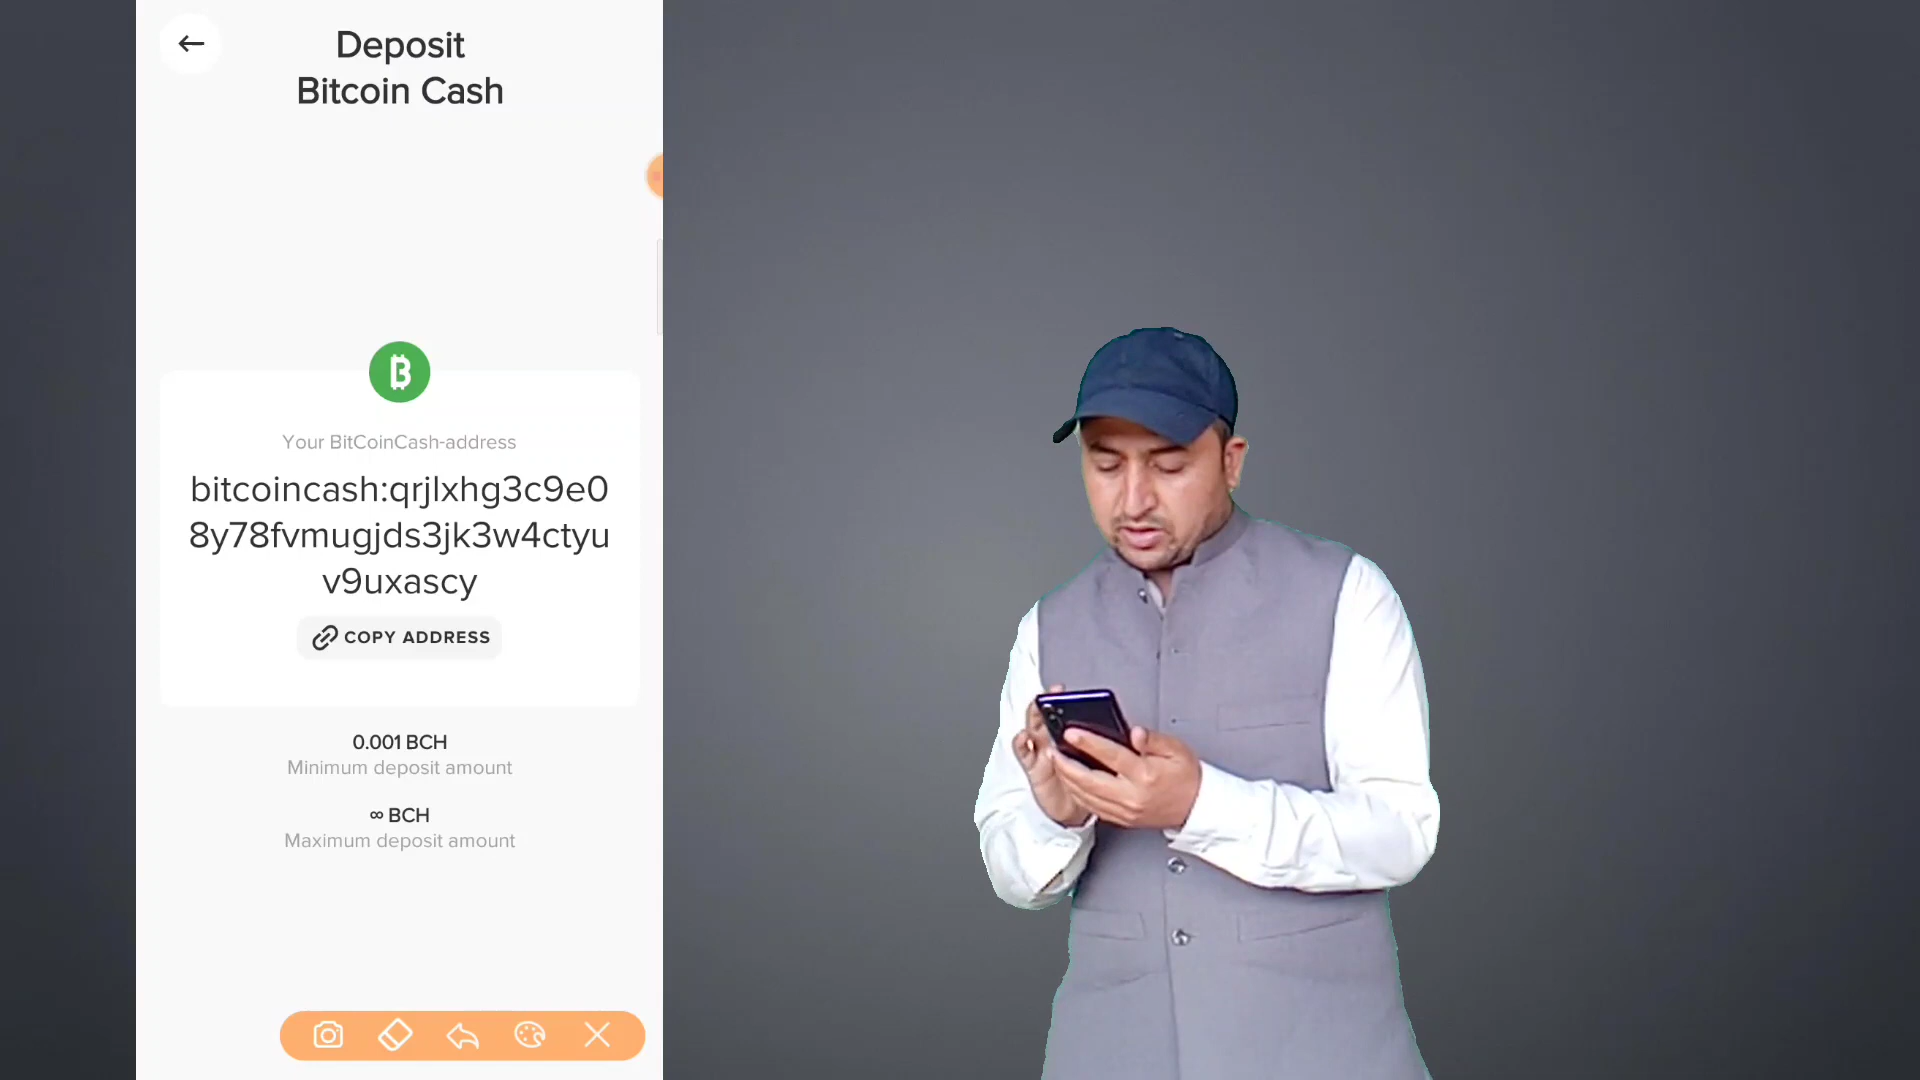 Deposit
Bitcoin Cash
Your BitCoinCash-address
bitcoincash:qrjlxhg3c9e0
8y78fvmugjds3jk3w4ctyu
v9uxascy
COPY ADDRESS
0.001 BCH
Minimum deposit amount
∞ BCH
Maximum deposit amount